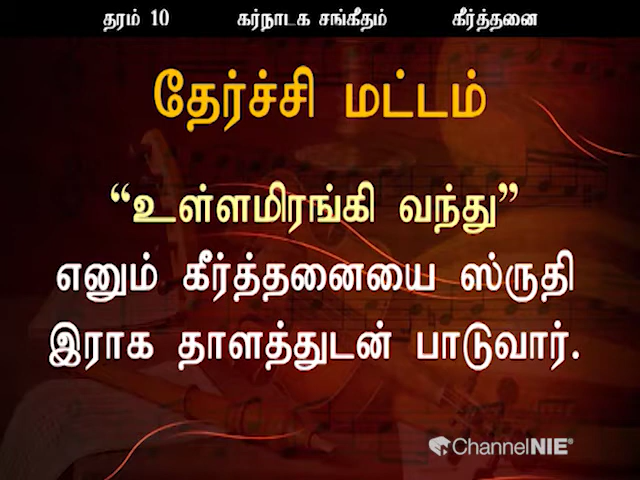 தரம் 10 கர்நாடக சங்கீதம் கீர்த்தனை
தேர்ச்சி மட்டம்
“உள்ளமிரங்கி வந்து”
எனும் கீர்த்தனையை ஸ்ருதி
இராக தாளத்துடன் பாடுவார்.
ChannelNIE®